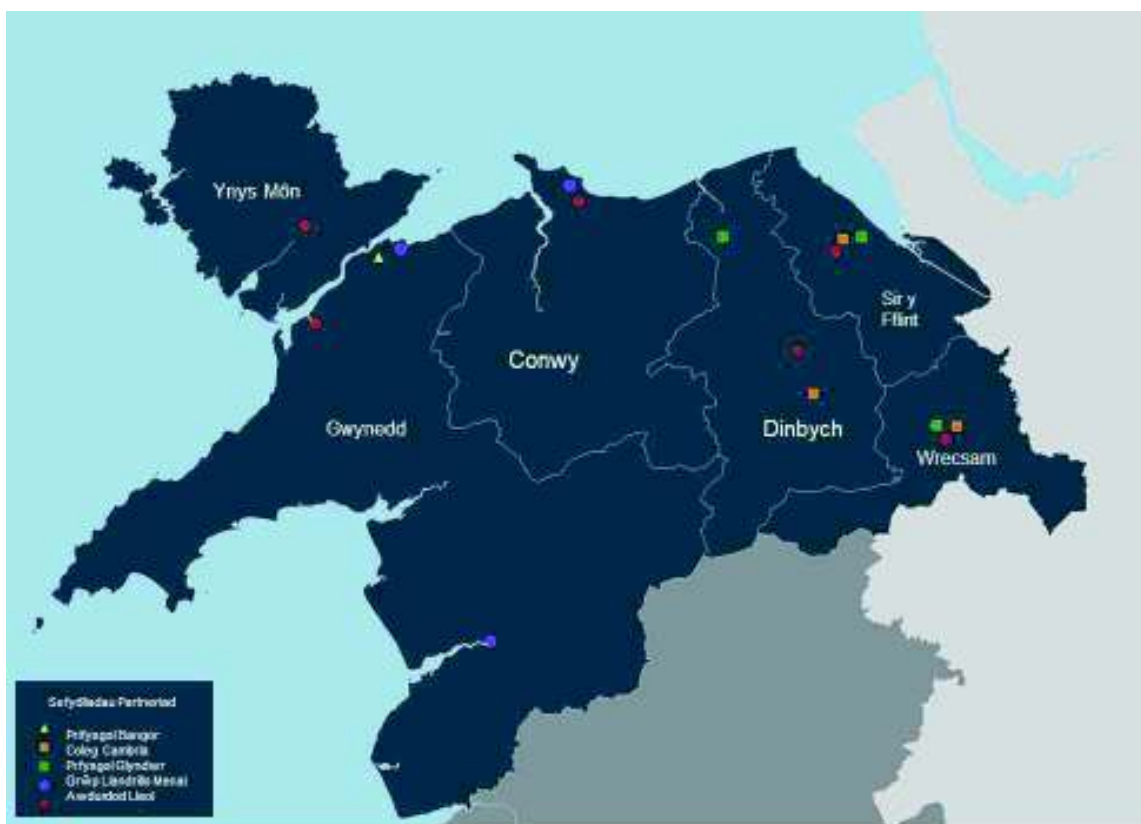 Ynys Môn
Sir y
Fflint
Conwy
Gwynedd
Dinbych
Wrecsam
Sefydliadau Partneriaid
Prifysgol Bangor
Coleg Cambria
Prifysgol Glyndwr
Grŵp Llandrillo Menai
Awdurdod Lleol